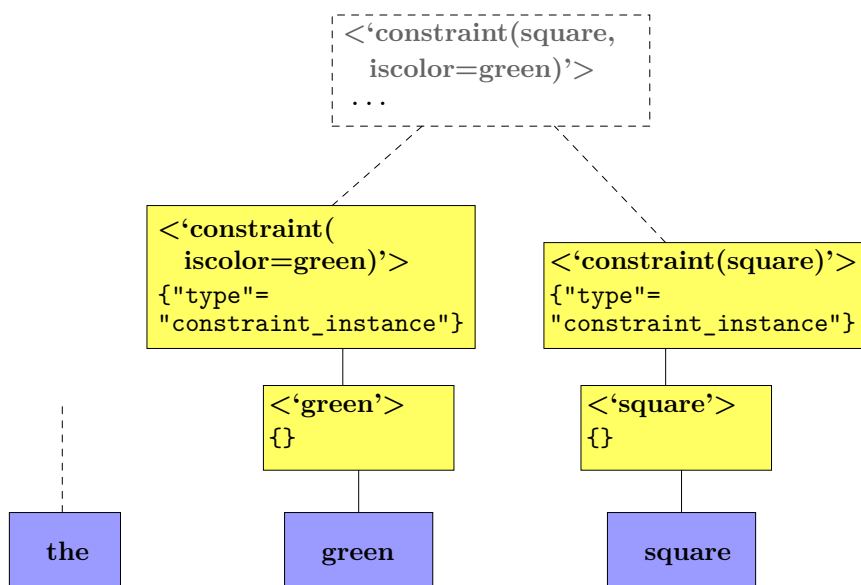 <‘constraint(square,
iscolor=green)’>
...
<‘constraint(
iscolor=green)’>
{"type"=
"constraint_instance"}
<‘constraint(square)’>
{"type"=
"constraint_instance"}
<‘green’>
{}
<‘square’>
{}
the
green
square